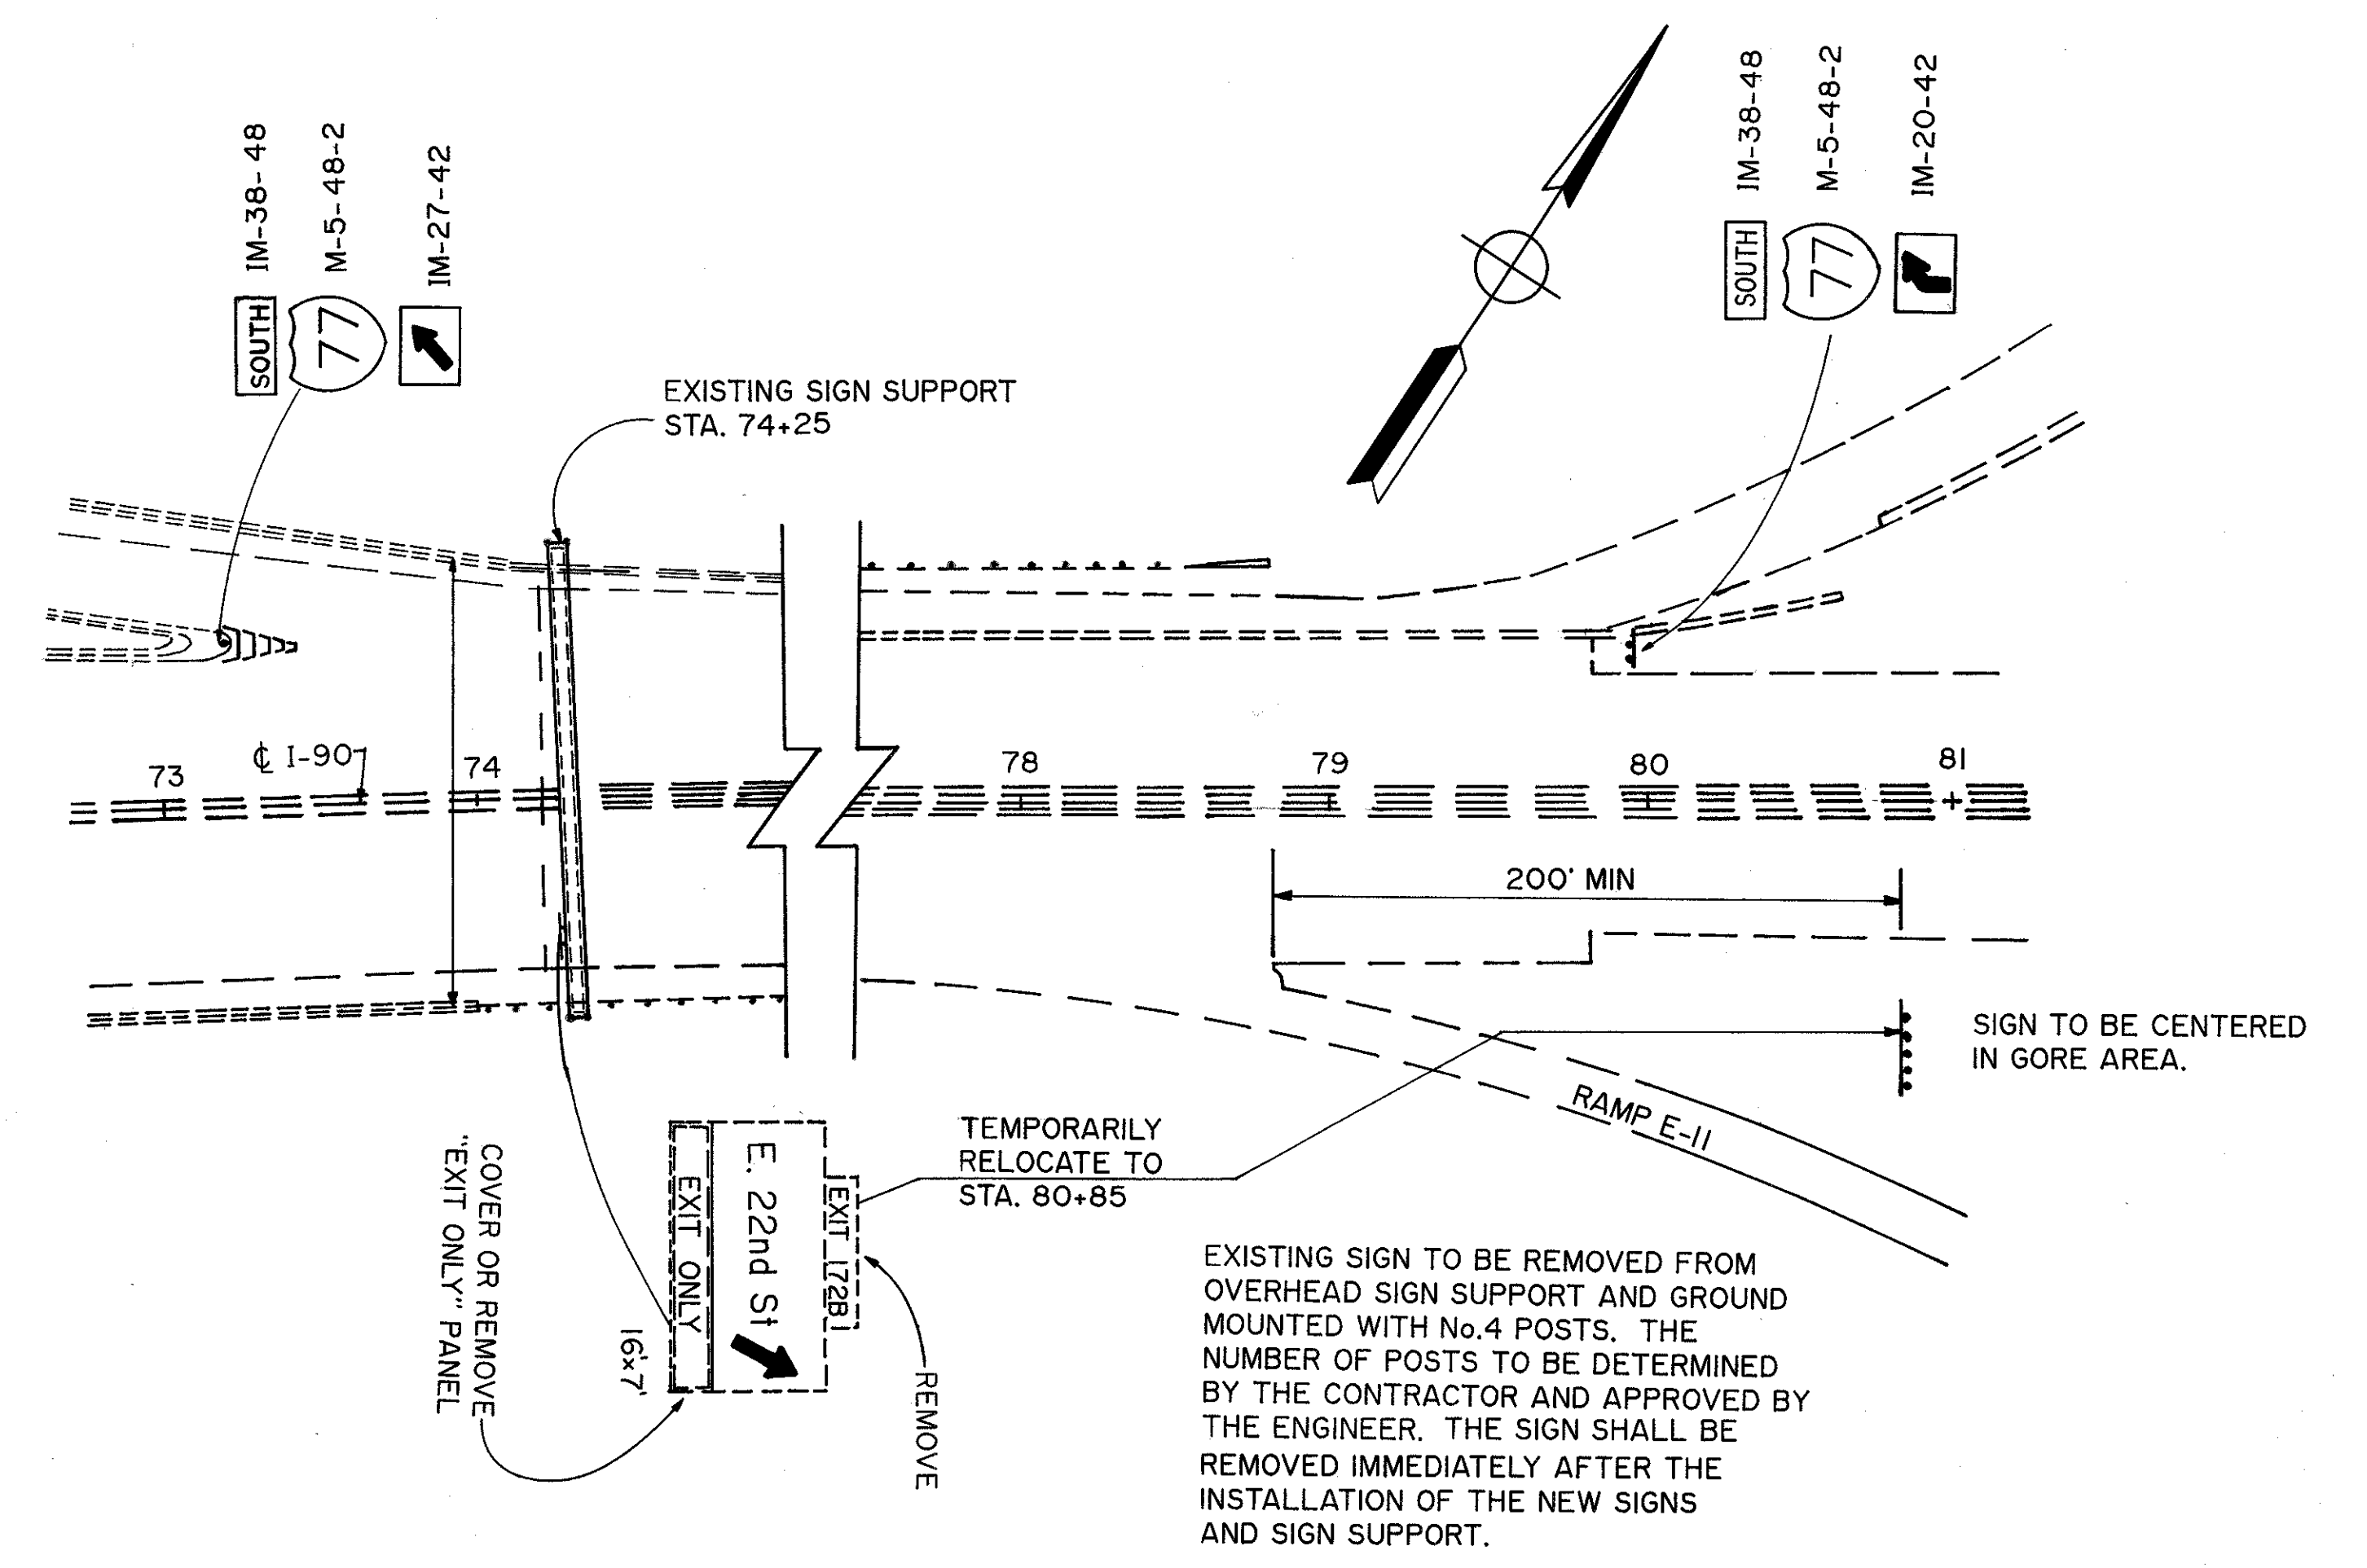 IM-38-48
M-5-48-2
IM-27-42
SOUTH
77
IM-38-48
M-5-48-2
IM-20-42
SOUTH
77
EXISTING SIGN SUPPORT
STA. 74+25
73
℄ I-90
74
78
79
80
81
200' MIN
SIGN TO BE CENTERED
IN GORE AREA.
RAMP E-11
TEMPORARILY
RELOCATE TO
STA. 80+85
COVER OR REMOVE
"EXIT ONLY" PANEL
EXIT 172B
E. 22nd St
EXIT ONLY
16'x7'
REMOVE
EXISTING SIGN TO BE REMOVED FROM
OVERHEAD SIGN SUPPORT AND GROUND
MOUNTED WITH No.4 POSTS. THE
NUMBER OF POSTS TO BE DETERMINED
BY THE CONTRACTOR AND APPROVED BY
THE ENGINEER. THE SIGN SHALL BE
REMOVED IMMEDIATELY AFTER THE
INSTALLATION OF THE NEW SIGNS
AND SIGN SUPPORT.